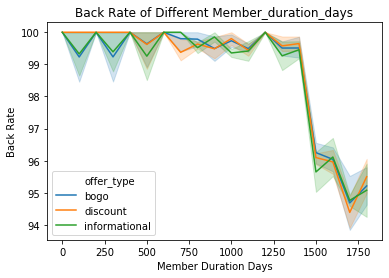 Back Rate of Different Member_duration_days
Back Rate
100
99
98
97
96
95
94
offer_type
bogo
discount
informational
0
250
500
750
1000
1250
1500
1750
Member Duration Days